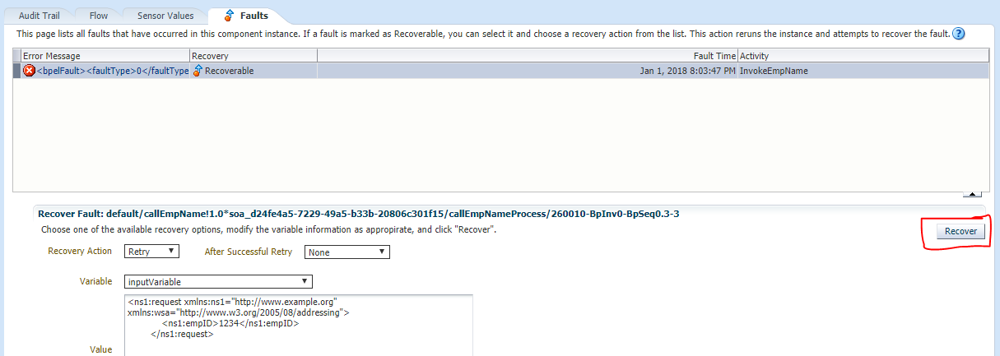 Audit Trail Flow Sensor Values Faults
This page lists all faults that have occurred in this component instance. If a fault is marked as Recoverable, you can select it and choose a recovery action from the list. This action reruns the instance and attempts to recover the fault. ?
Error Message Recovery Fault Time Activity
<bpelFault><faultType>0</faultType Recoverable Jan 1, 2018 8:03:47 PM InvokeEmpName
Recover Fault: default/callEmpName!1.0*soa_d24fe4a5-7229-49a5-b33b-20806c301f15/callEmpNameProcess/260010-BpInv0-BpSeq0.3-3
Choose one of the available recovery options, modify the variable information as appropirate, and click "Recover".
Recover
Recovery Action Retry After Successful Retry None
Variable inputVariable
<ns1:request xmlns:ns1="http://www.example.org"
xmlns:wsa="http://www.w3.org/2005/08/addressing">
<ns1:empID>1234</ns1:empID>
</ns1:request>
Value